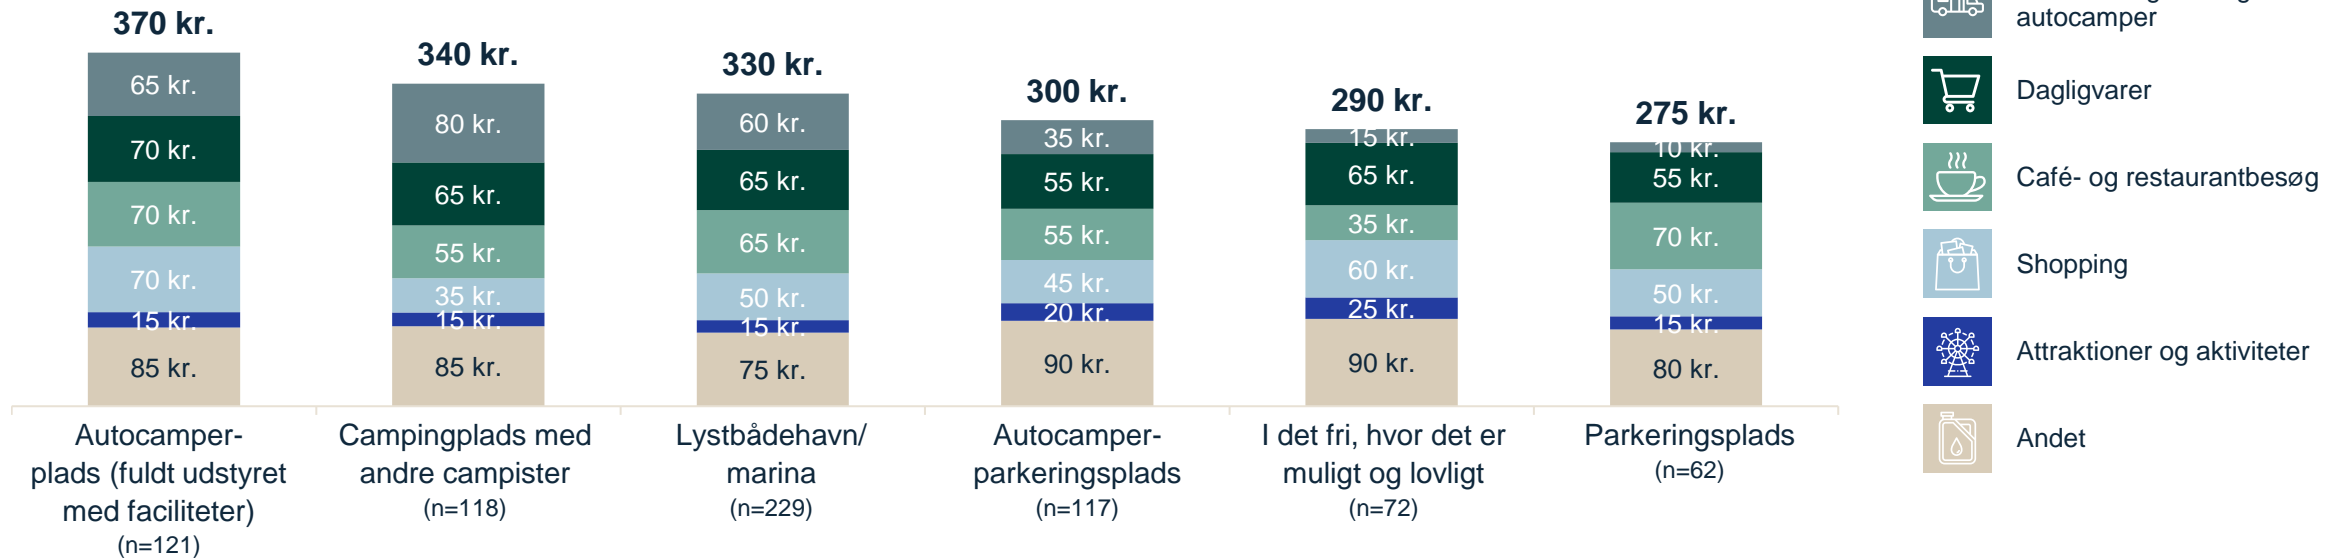 370 kr.
65 kr.
70 kr.
70 kr.
70 kr.
15 kr.
85 kr.
340 kr.
80 kr.
65 kr.
55 kr.
35 kr.
15 kr.
85 kr.
330 kr.
60 kr.
65 kr.
65 kr.
50 kr.
15 kr.
75 kr.
300 kr.
35 kr.
55 kr.
55 kr.
45 kr.
20 kr.
90 kr.
290 kr.
15 kr.
65 kr.
35 kr.
60 kr.
25 kr.
90 kr.
275 kr.
10 kr.
55 kr.
70 kr.
50 kr.
15 kr.
80 kr.
Autocamper-
plads (fuldt udstyret
med faciliteter)
(n=121)
Campingplads med
andre campister
(n=118)
Lystbådehavn/
marina
(n=229)
Autocamper-
parkeringsplads
(n=117)
I det fri, hvor det er
muligt og lovligt
(n=72)
Parkeringsplads
(n=62)
autocamper
Dagligvarer
Café- og restaurantbesøg
Shopping
Attraktioner og aktiviteter
Andet